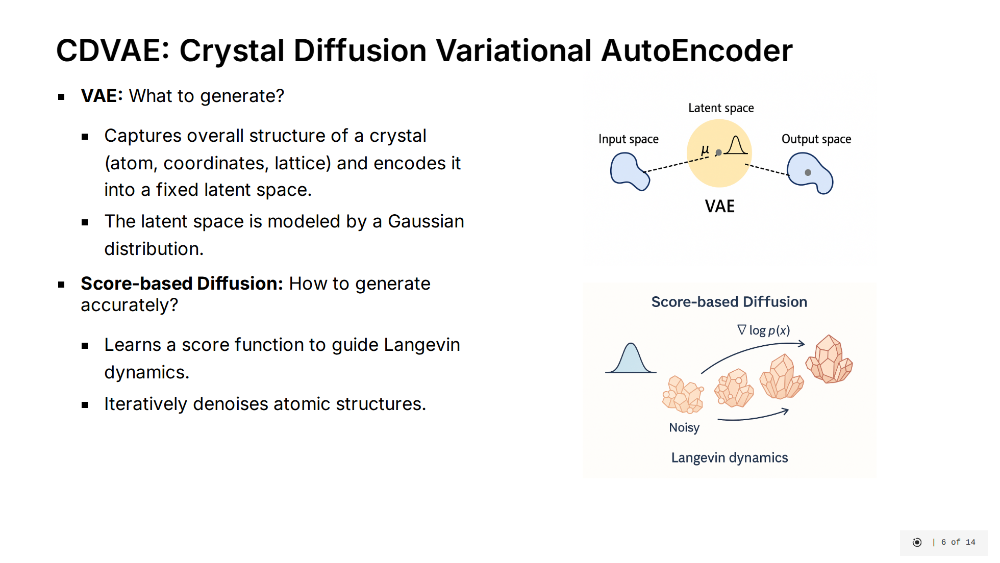 CDVAE: Crystal Diffusion Variational AutoEncoder
VAE: What to generate?
Captures overall structure of a crystal
(atom, coordinates, lattice) and encodes it
into a fixed latent space.
The latent space is modeled by a Gaussian
distribution.
Score-based Diffusion: How to generate
accurately?
Learns a score function to guide Langevin
dynamics.
Iteratively denoises atomic structures.
Latent space
Input space
Output space
μ
VAE
Score-based Diffusion
∇ log p(x)
Noisy
Langevin dynamics
| 6 of 14